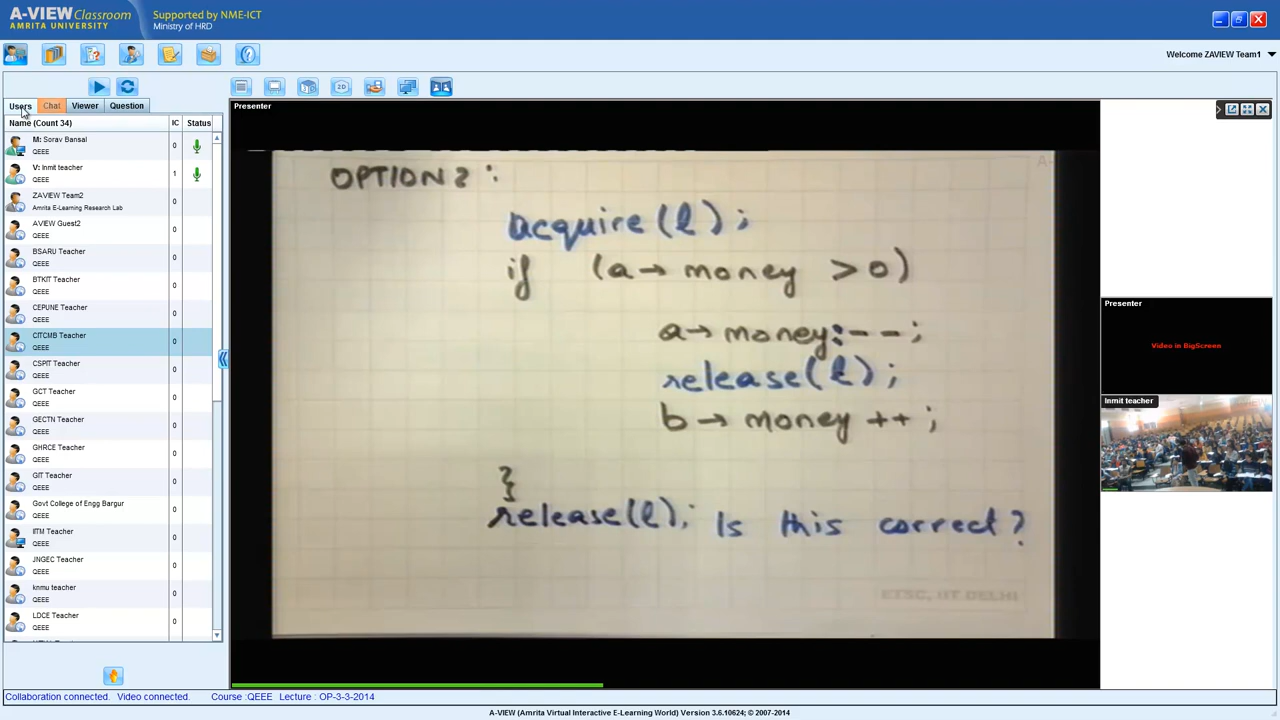 A-VIEW Classroom
AMRITA UNIVERSITY
Supported by NME-ICT
Ministry of HRD
Welcome ZAVIEW Team1
Users
Chat
Viewer
Question
Name (Count 34)
IC
Status
M: Sorav Bansal
QEEE
0
V: Inmit teacher
QEEE
1
ZAVIEW Team2
Amrita E-Learning Research Lab
0
AVIEW Guest2
QEEE
0
BSARU Teacher
QEEE
0
BTKIT Teacher
QEEE
0
CEPUNE Teacher
QEEE
0
CITCMB Teacher
QEEE
0
CSPIT Teacher
QEEE
0
GCT Teacher
QEEE
0
GECTN Teacher
QEEE
0
GHRCE Teacher
QEEE
0
GIT Teacher
QEEE
0
Govt College of Engg Bargur
QEEE
0
IITM Teacher
QEEE
0
JNGEC Teacher
QEEE
0
knmu teacher
QEEE
0
LDCE Teacher
QEEE
0
Presenter
OPTION 2 :
acquire(l);
if (a→ money >0)
a→ money:--;
release(l);
b→ money ++;
}
release(l); Is this correct?
ETSC, IIT DELHI
Presenter
Video in BigScreen
Inmit teacher
Collaboration connected. Video connected. Course :QEEE Lecture : OP-3-3-2014
A-VIEW (Amrita Virtual Interactive E-Learning World) Version 3.6.10624; © 2007-2014